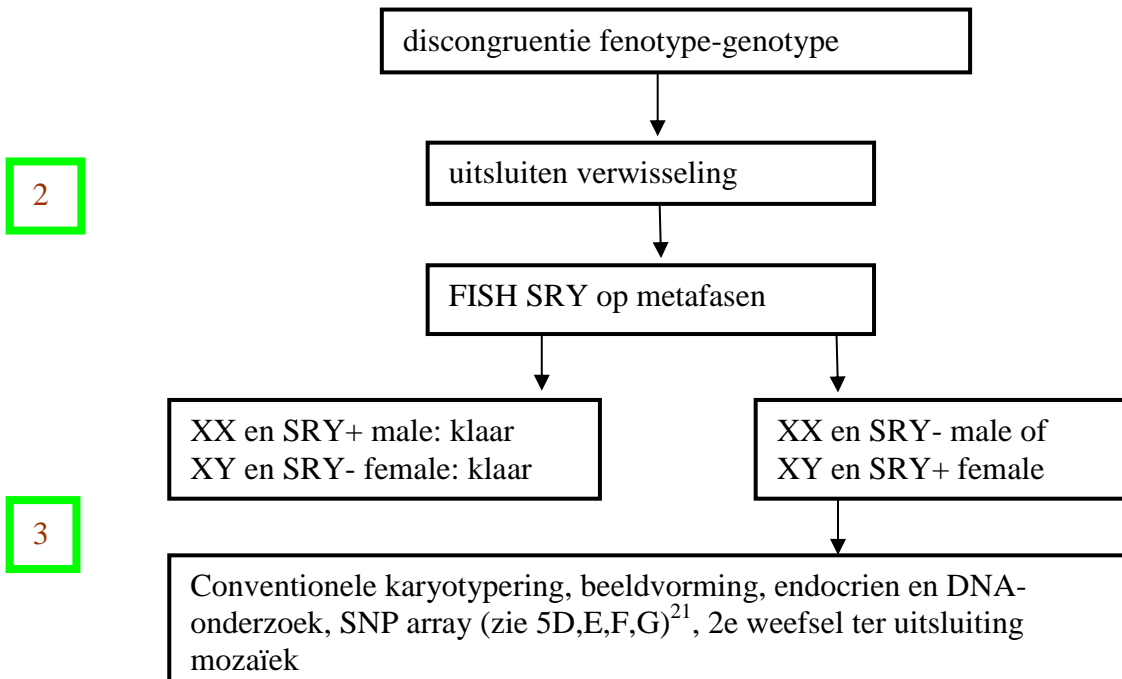 discongruentie fenotype-genotype
2
uitsluiten verwisseling
FISH SRY op metafasen
XX en SRY+ male: klaar
XY en SRY- female: klaar
XX en SRY- male of
XY en SRY+ female
3
Conventionele karyotypering, beeldvorming, endocrien en DNA-
onderzoek, SNP array (zie 5D,E,F,G)21, 2e weefsel ter uitsluiting
mozaïek